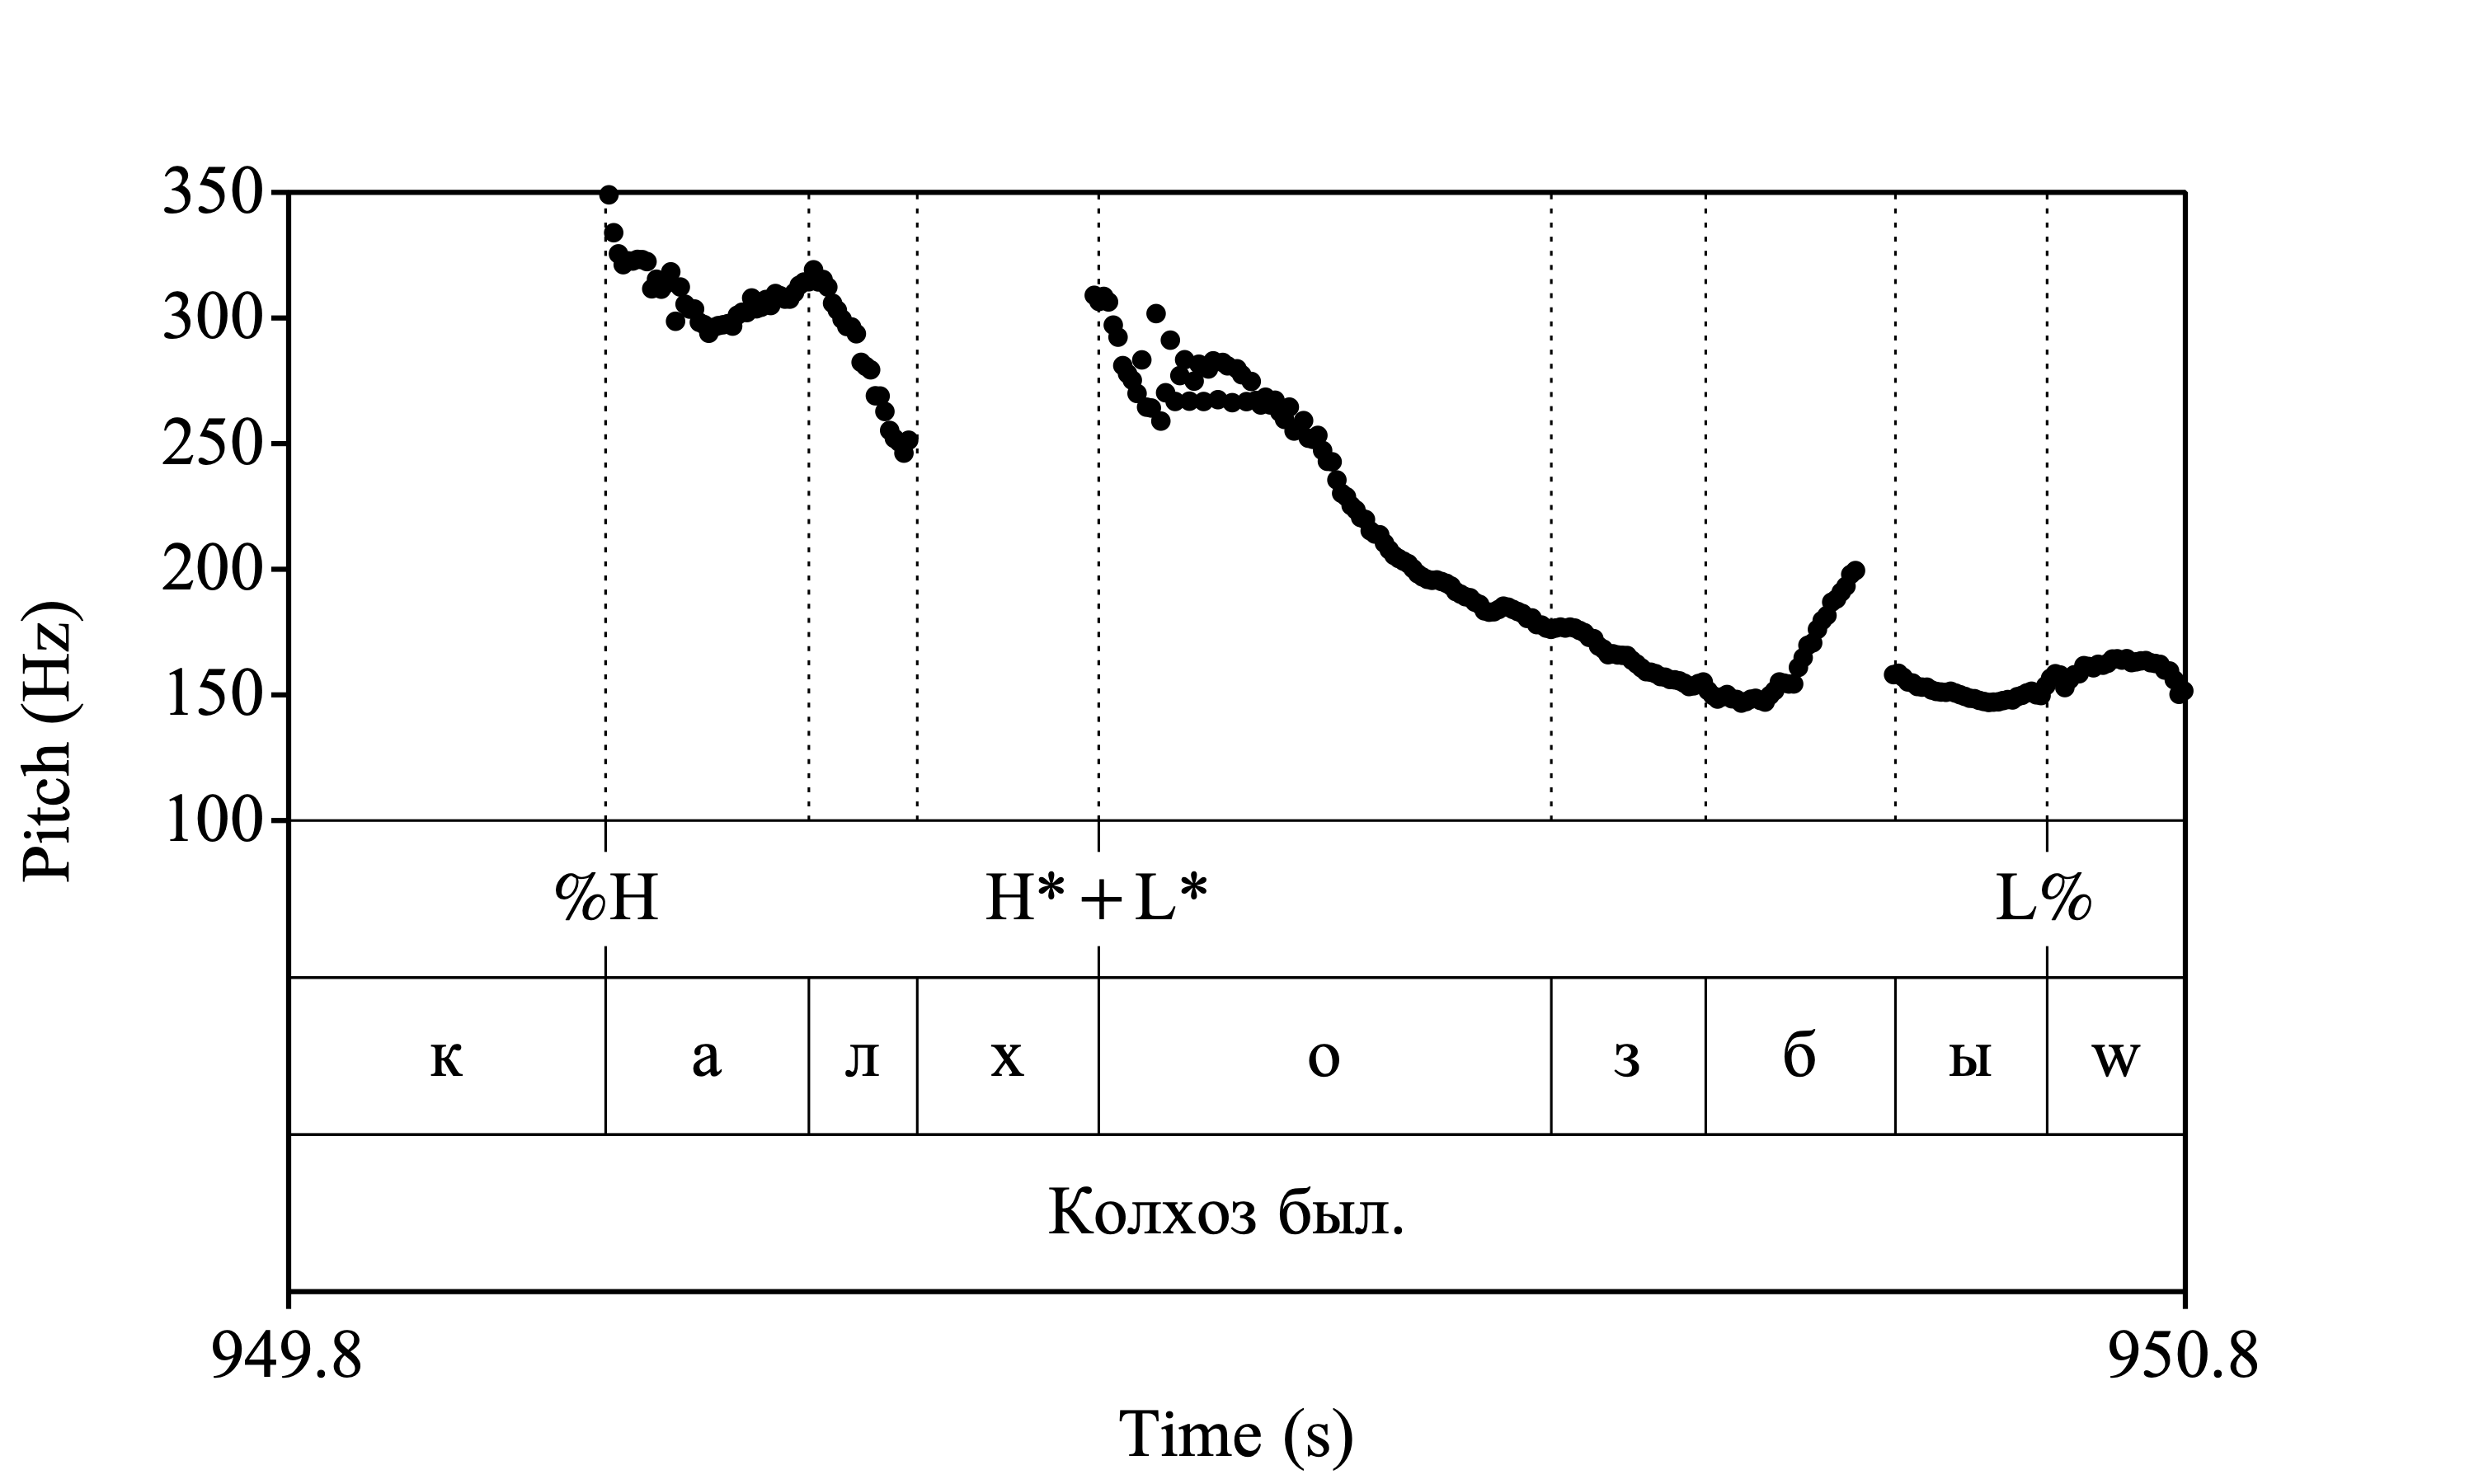 350
300
250
200
150
100
Pitch (Hz)
%H H*+L* L%
к а л х о з б ы w
Колхоз был.
949.8 950.8
Time (s)